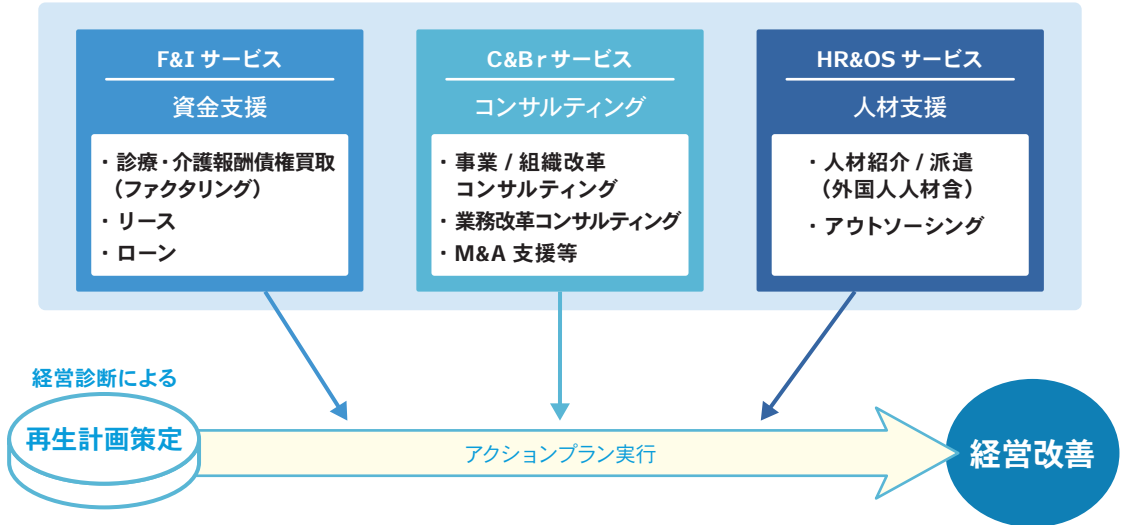 F&I サービス
資金支援
・診療・介護報酬債権買取
（ファクタリング）
・リース
・ローン
C&Br サービス
コンサルティング
・事業 / 組織改革
コンサルティング
・業務改革コンサルティング
・M&A 支援等
HR&OS サービス
人材支援
・人材紹介 / 派遣
（外国人人材含）
・アウトソーシング
経営診断による
再生計画策定
アクションプラン実行
経営改善